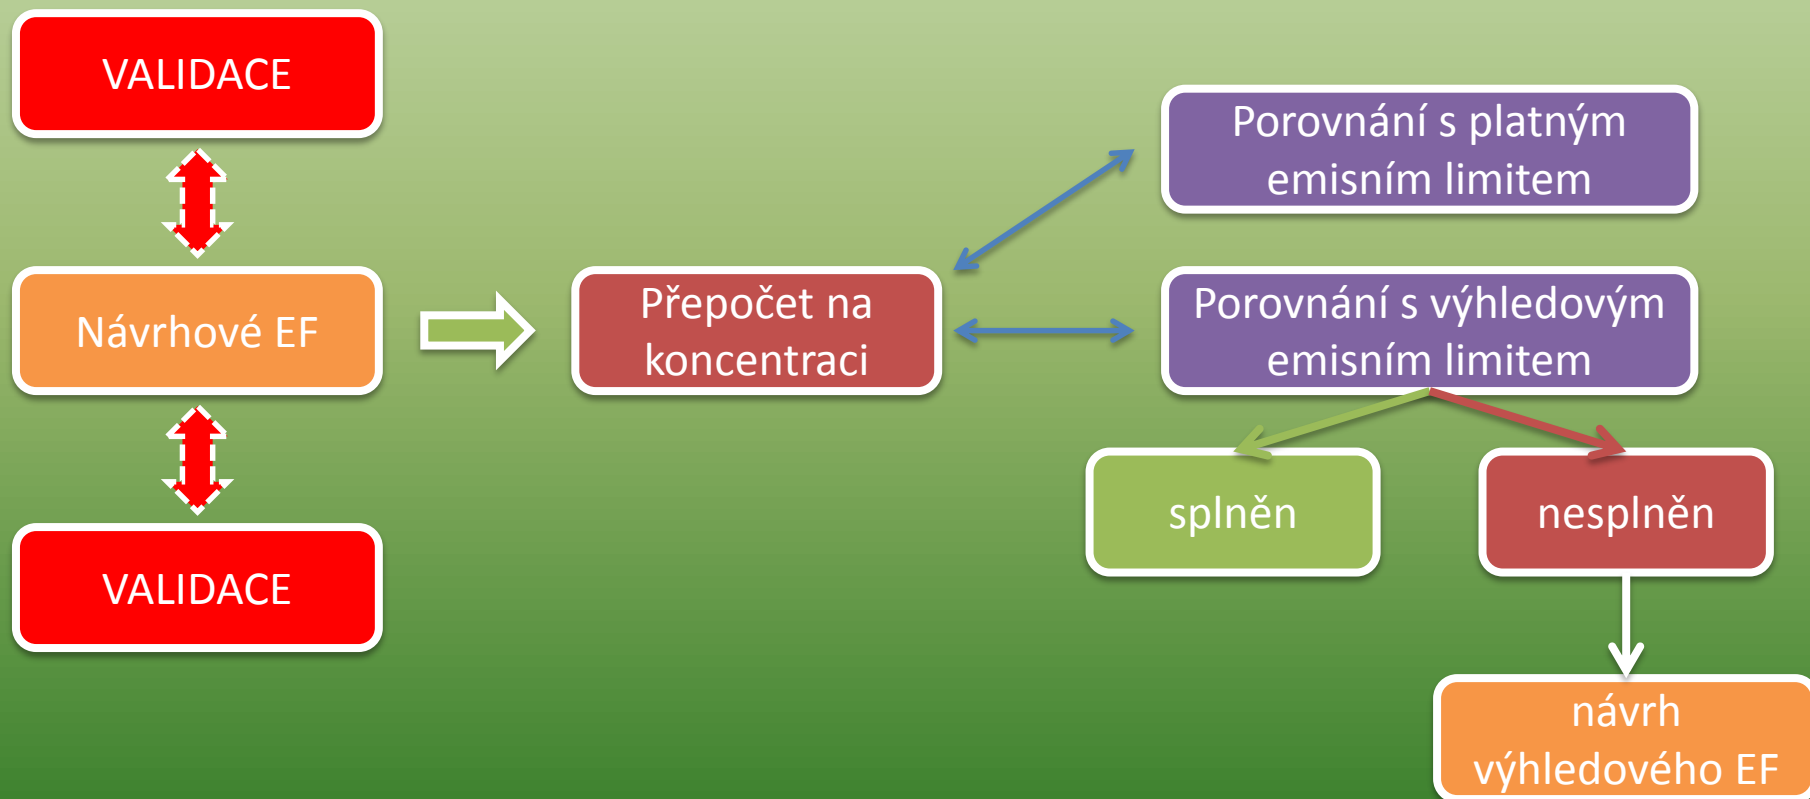 VALIDACE
Návrhové EF
VALIDACE
Přepočet na
koncentraci
Porovnání s platným
emisním limitem
Porovnání s výhledovým
emisním limitem
splněn
nesplněn
návrh
výhledového EF